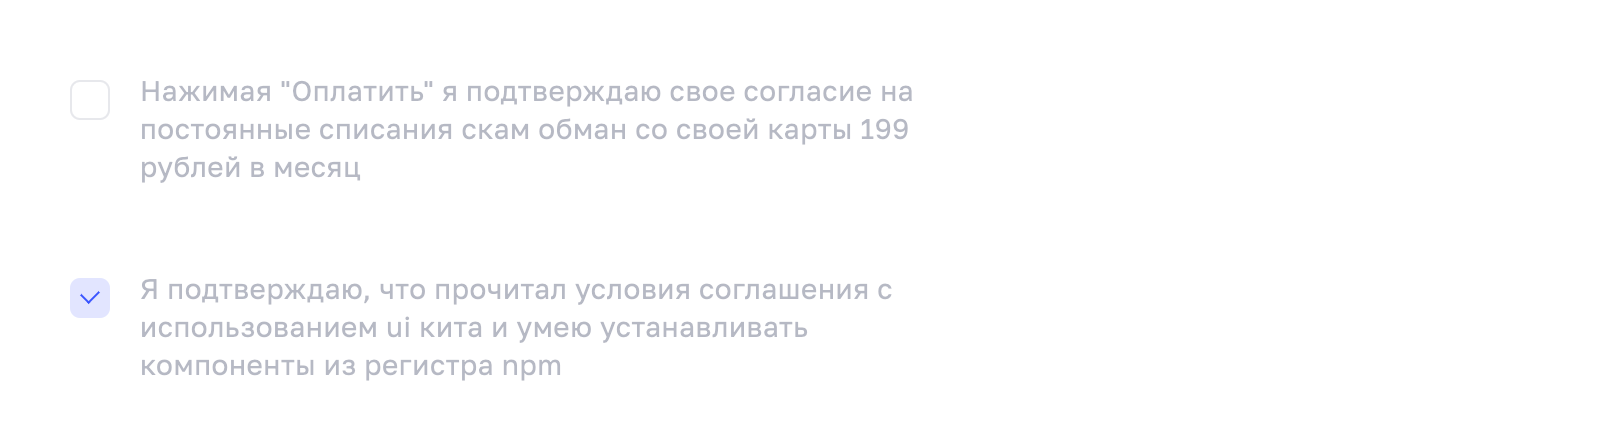 Нажимая "Оплатить" я подтверждаю свое согласие на
постоянные списания скам обман со своей карты 199
рублей в месяц
Я подтверждаю, что прочитал условия соглашения с
использованием ui кита и умею устанавливать
компоненты из регистра npm